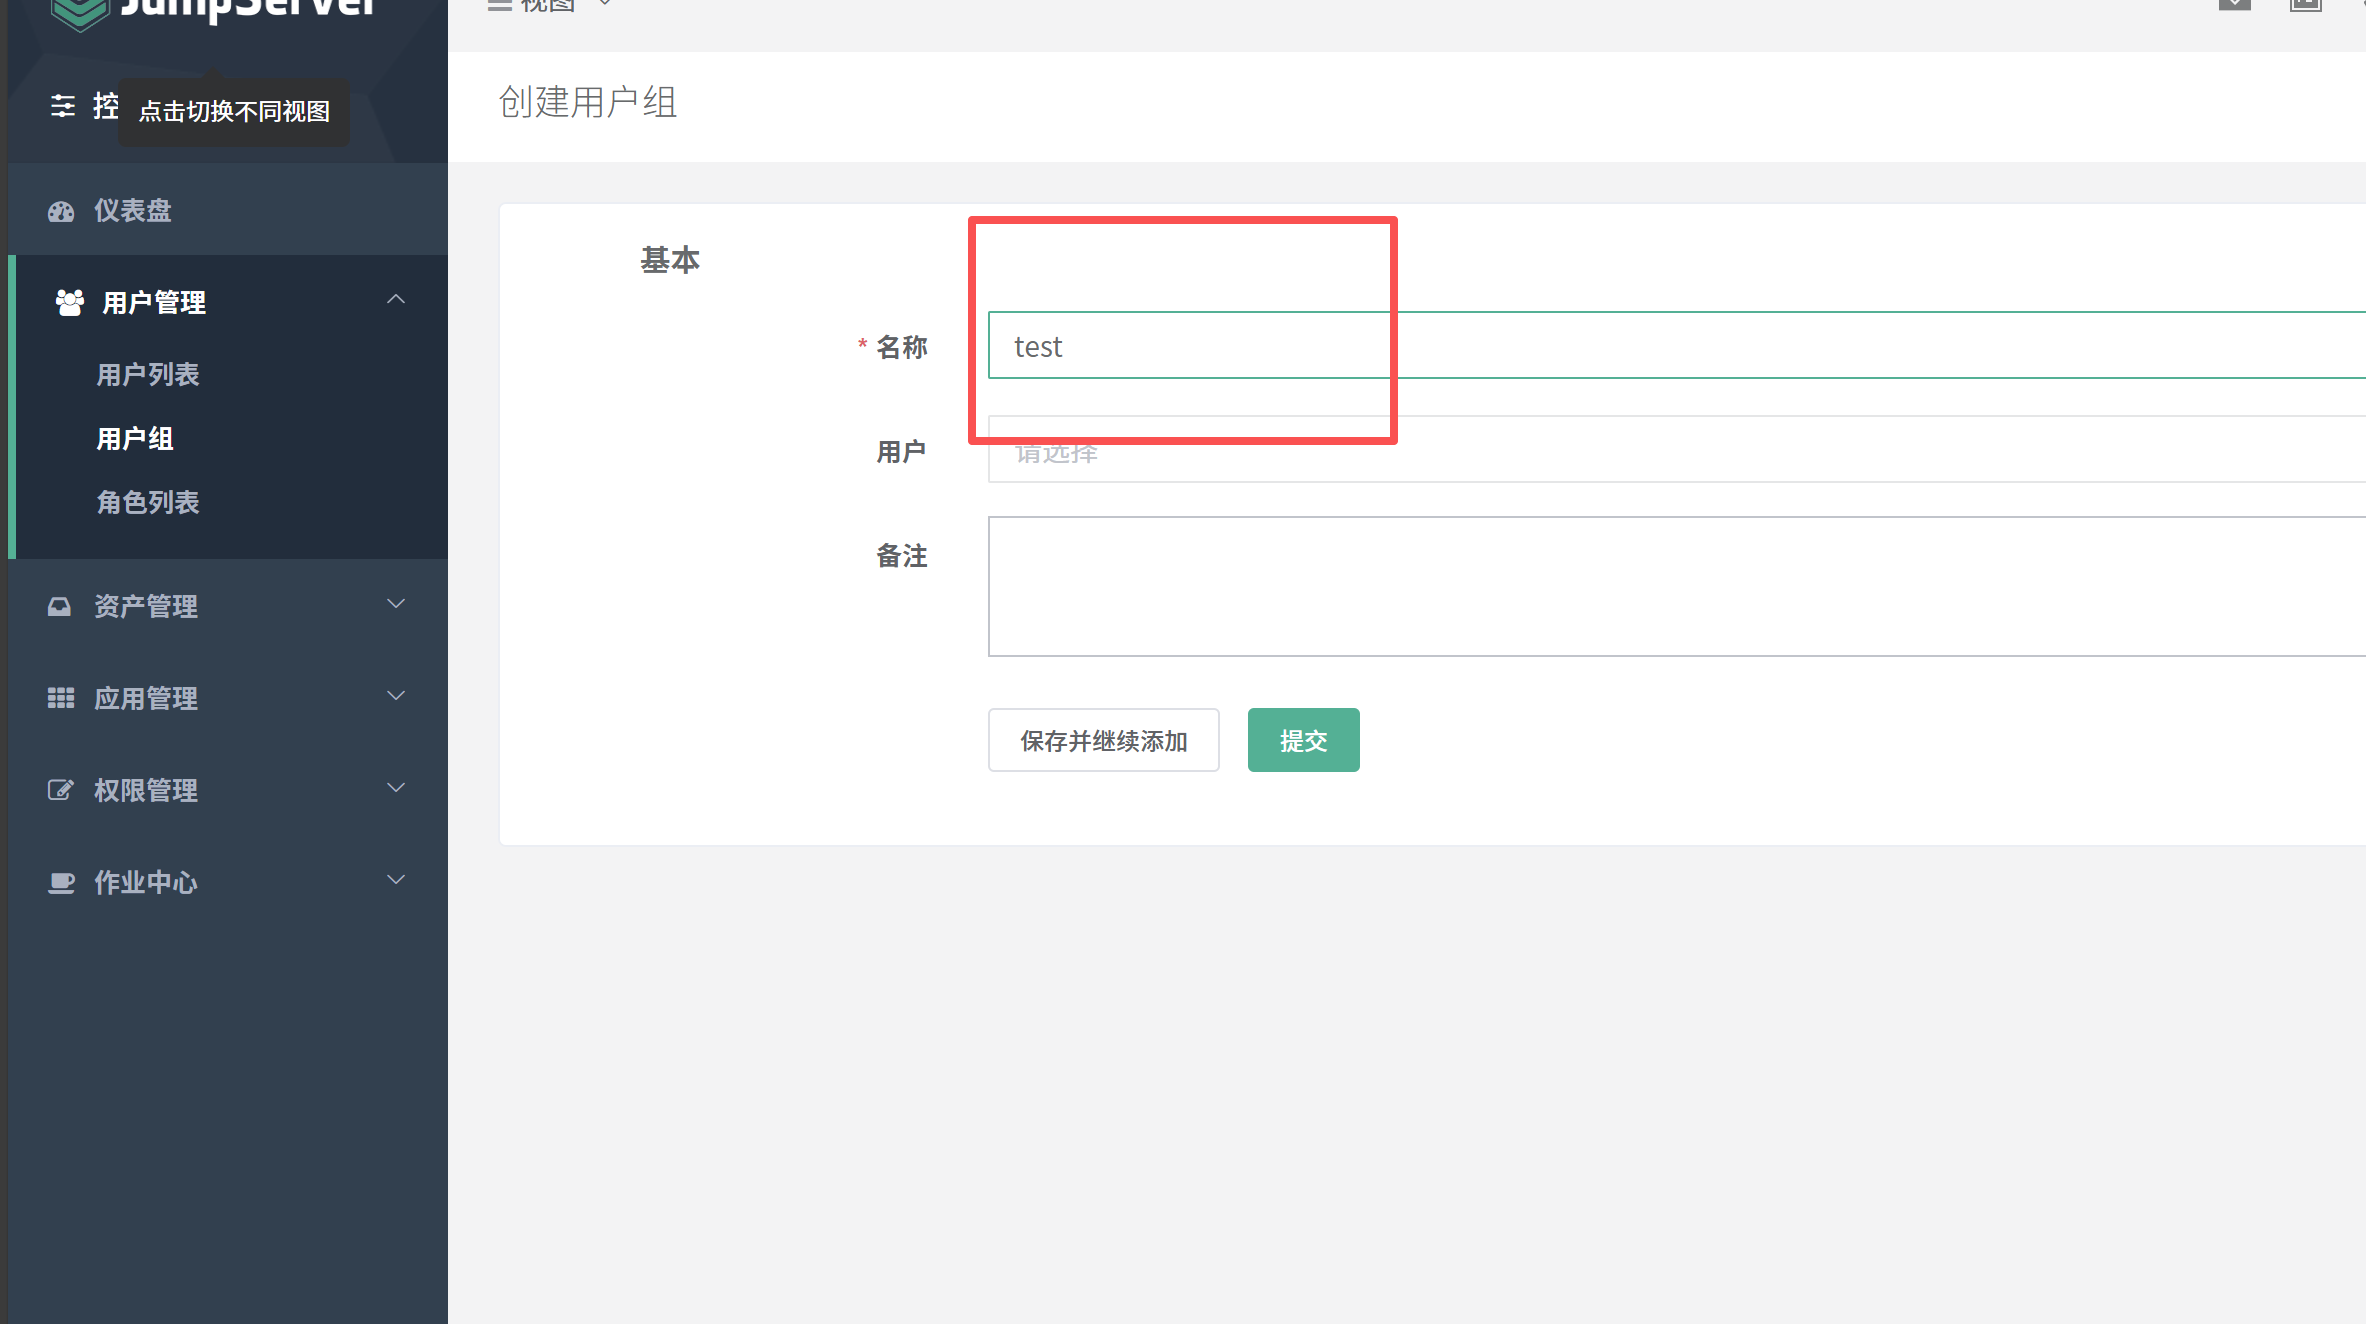 JumpServer
视图
控
点击切换不同视图
仪表盘
用户管理
用户列表
用户组
角色列表
资产管理
应用管理
权限管理
作业中心
创建用户组
基本
* 名称
test
用户
请选择
备注
保存并继续添加
提交